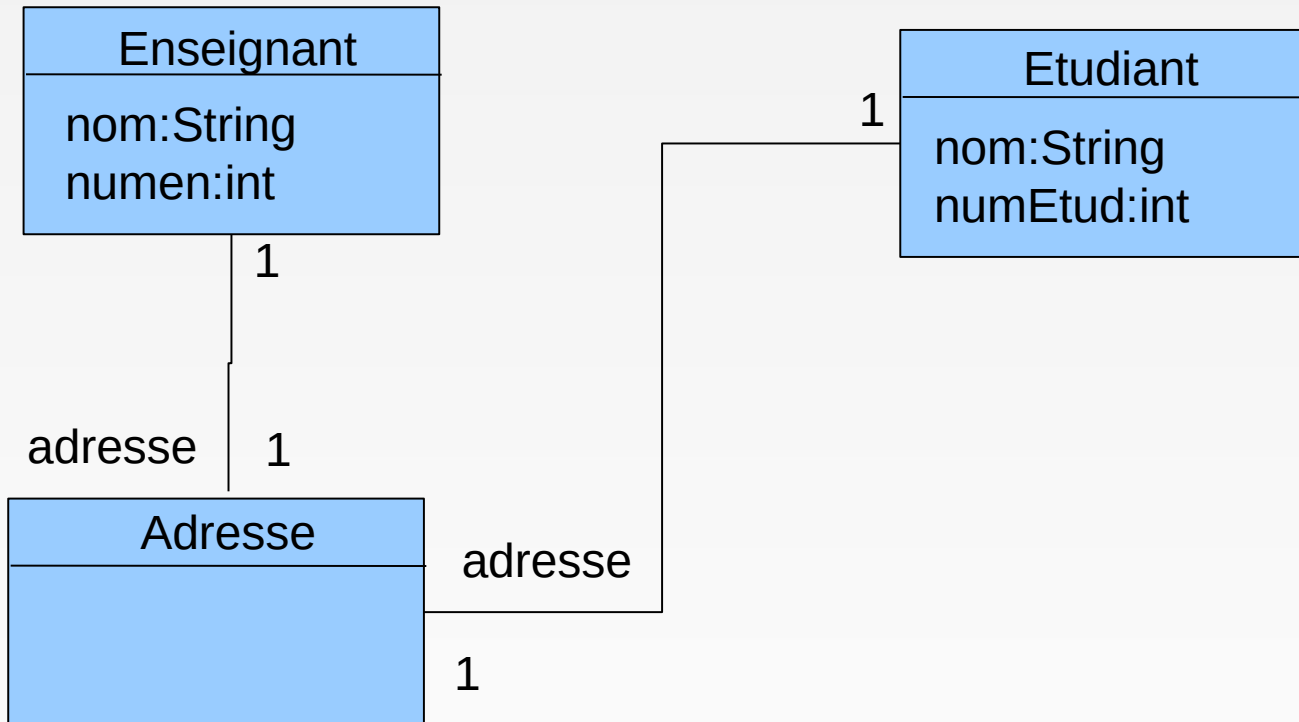 Enseignant
nom:String
numen:int
1
Etudiant
1
nom:String
numEtud:int
adresse
1
Adresse
adresse
1